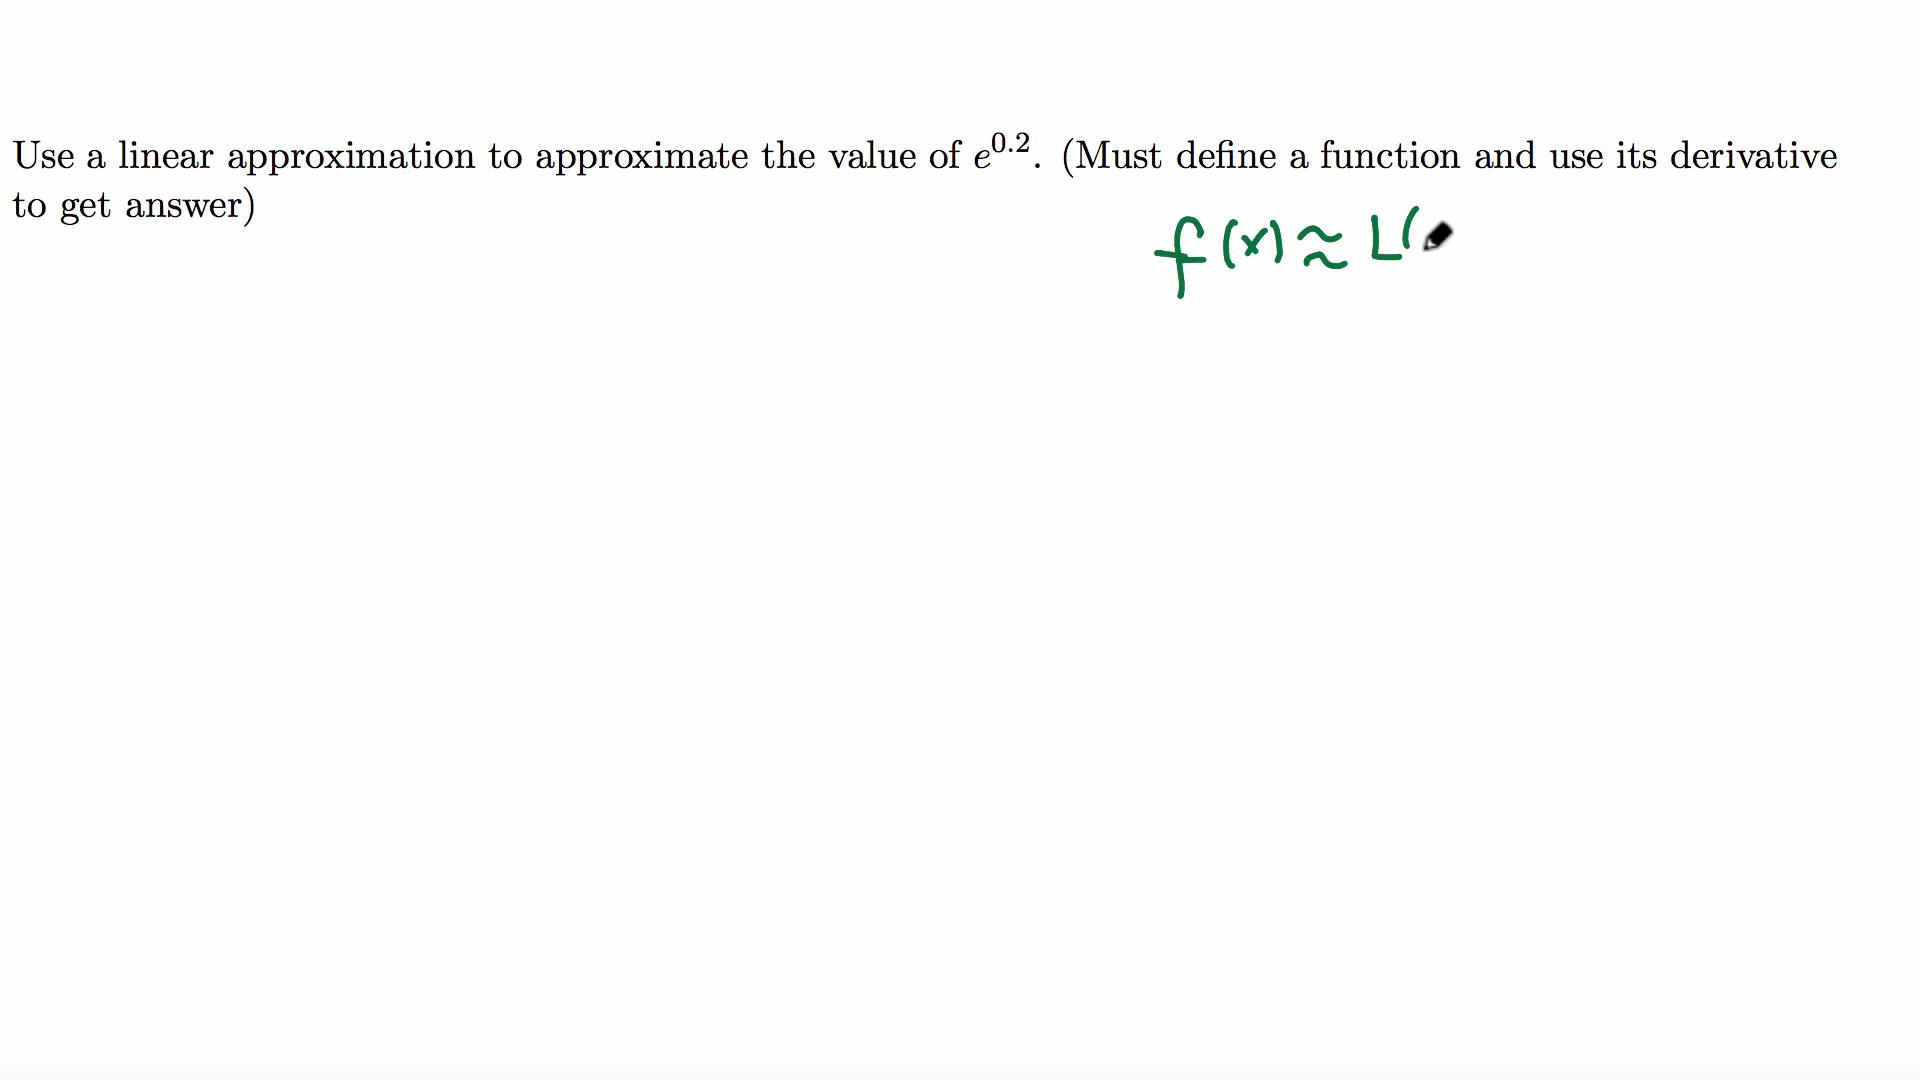 Use a linear approximation to approximate the value of e^0.2. (Must define a function and use its derivative
to get answer)
f(x) ≈ L(